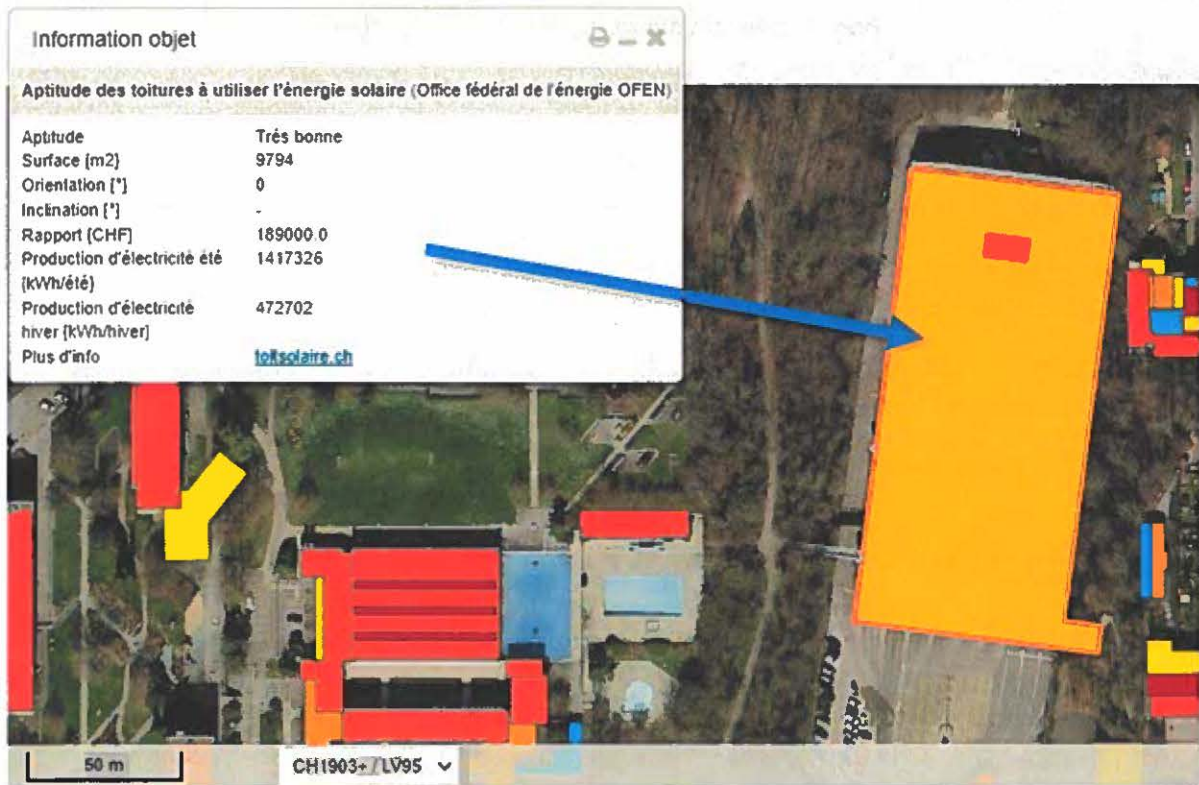 Information objet
Aptitude des toitures à utiliser l'énergie solaire (Office fédéral de l'énergie OFEN)
Aptitude Très bonne
Surface [m2] 9794
Orientation [°] 0
Inclination [°] -
Rapport [CHF] 189000.0
Production d'électricité été 1417326
[kWh/été]
Production d'électricité 472702
hiver [kWh/hiver]
Plus d'info toitsolaire.ch
50 m
CH1903+ / LV95